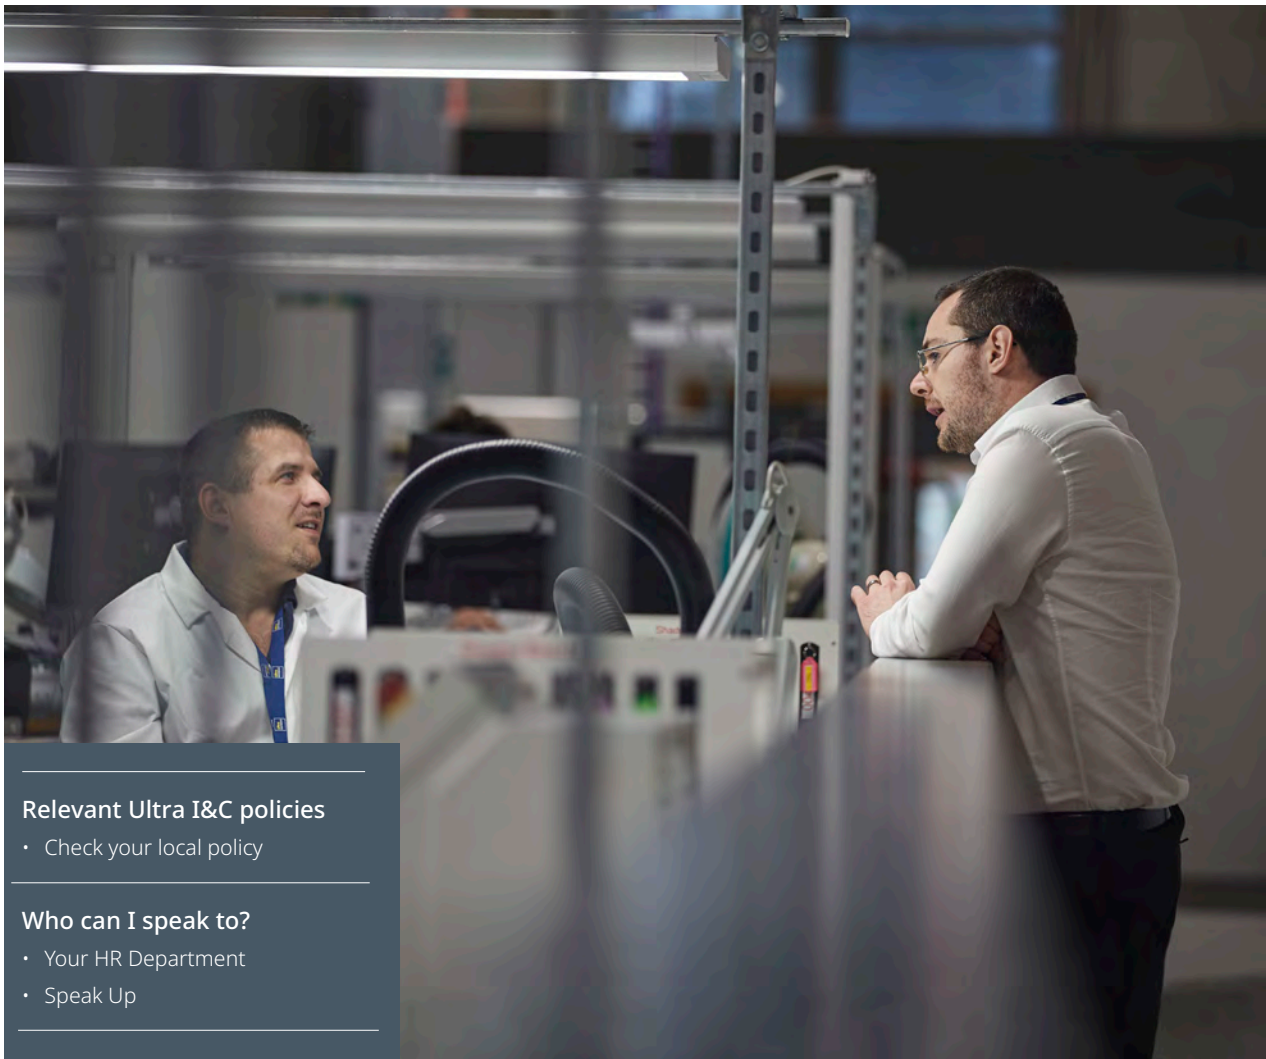 Relevant Ultra I&C policies
• Check your local policy
Who can I speak to?
• Your HR Department
• Speak Up